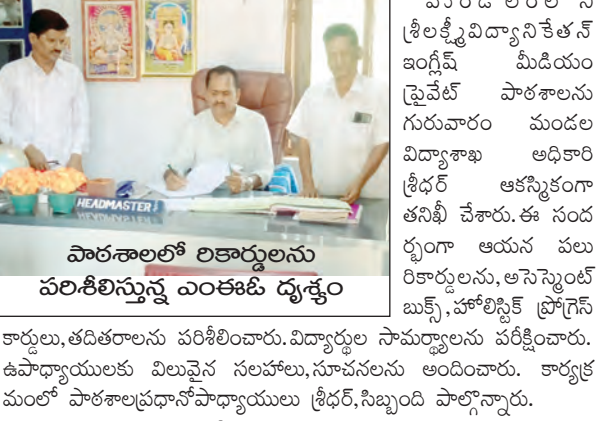 శ్రీలక్ష్మీవిద్యానికేతన్
ఇంగ్లీష్ మీడియం
ప్రైవేట్ పాఠశాలను
గురువారం మండల
విద్యాశాఖ అధికారి
శ్రీధర్ ఆకస్మికంగా
తనిఖీ చేశారు.ఈ సంద
ర్భంగా ఆయన పలు
రికార్డులను,అసెస్మెంట్
బుక్స్,హోలిస్టిక్ ప్రోగ్రెస్
HEADMASTER
పాఠశాలలో రికార్డులను
పరిశీలిస్తున్న ఎంఈఓ దృశ్యం
కార్డులు,తదితరాలను పరిశీలించారు.విద్యార్థుల సామర్థ్యాలను పరీక్షించారు.
ఉపాధ్యాయులకు విలువైన సలహాలు,సూచనలను అందించారు. కార్యక్ర
మంలో పాఠశాలప్రధానోపాధ్యాయులు శ్రీధర్,సిబ్బంది పాల్గొన్నారు.